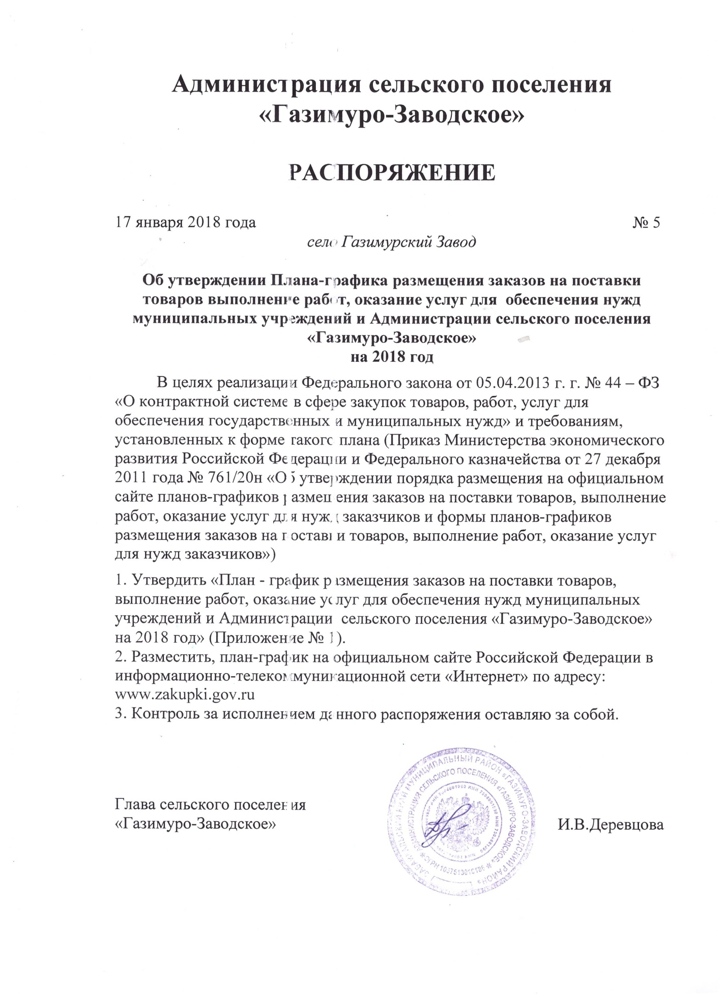 Администрация сельского поселения
«Газимуро-Заводское»
РАСПОРЯЖЕНИЕ
17 января 2018 года № 5
село Газимурский Завод
Об утверждении Плана-графика размещения заказов на поставки
товаров выполнение работ, оказание услуг для обеспечения нужд
муниципальных учреждений и Администрации сельского поселения
«Газимуро-Заводское»
на 2018 год
В целях реализации Федерального закона от 05.04.2013 г. г. № 44 – ФЗ
«О контрактной системе в сфере закупок товаров, работ, услуг для
обеспечения государственных и муниципальных нужд» и требованиям,
установленных к форме такого плана (Приказ Министерства экономического
развития Российской Федерации и Федерального казначейства от 27 декабря
2011 года № 761/20н «Об утверждении порядка размещения на официальном
сайте планов-графиков размещения заказов на поставки товаров, выполнение
работ, оказание услуг для нужд заказчиков и формы планов-графиков
размещения заказов на поставки товаров, выполнение работ, оказание услуг
для нужд заказчиков»)
1. Утвердить «План - график размещения заказов на поставки товаров,
выполнение работ, оказание услуг для обеспечения нужд муниципальных
учреждений и Администрации сельского поселения «Газимуро-Заводское»
на 2018 год» (Приложение № 1).
2. Разместить, план-график на официальном сайте Российской Федерации в
информационно-телекоммуникационной сети «Интернет» по адресу:
www.zakupki.gov.ru
3. Контроль за исполнением данного распоряжения оставляю за собой.
ЗАБАЙКАЛЬСКИЙ КРАЙ МУНИЦИПАЛЬНЫЙ РАЙОН «ГАЗИМУРО-ЗАВОДСКИЙ РАЙОН»
АДМИНИСТРАЦИЯ СЕЛЬСКОГО ПОСЕЛЕНИЯ «ГАЗИМУРО-ЗАВОДСКОЕ»
Глава сельского поселения
«Газимуро-Заводское» И.В.Деревцова